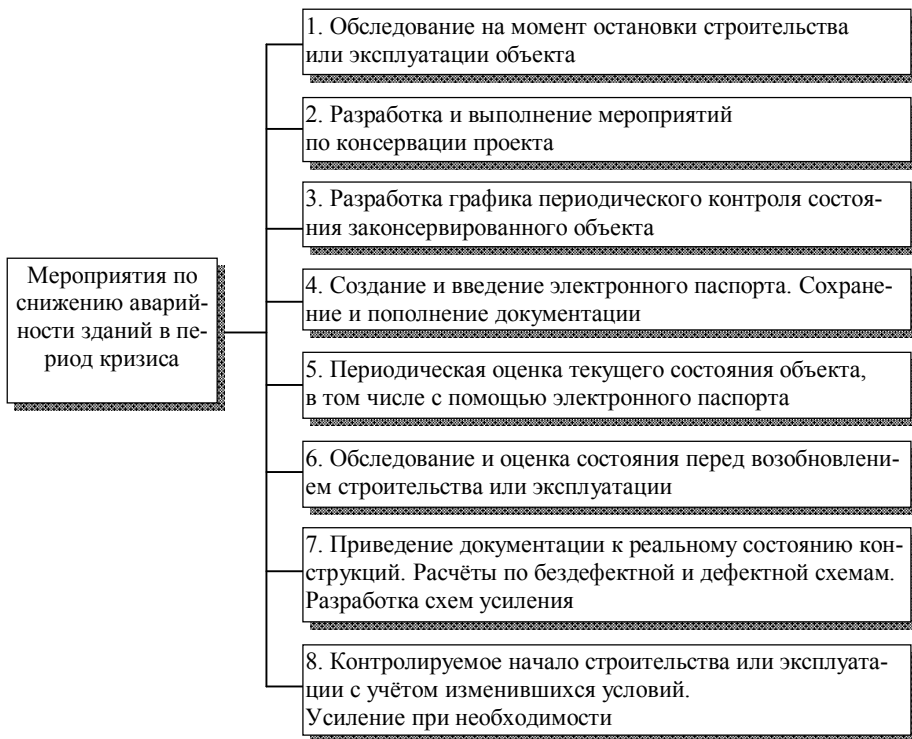 Мероприятия по
снижению аварий-
ности зданий в пе-
риод кризиса
1. Обследование на момент остановки строительства
или эксплуатации объекта
2. Разработка и выполнение мероприятий
по консервации проекта
3. Разработка графика периодического контроля состоя-
ния законсервированного объекта
4. Создание и введение электронного паспорта. Сохране-
ние и пополнение документации
5. Периодическая оценка текущего состояния объекта,
в том числе с помощью электронного паспорта
6. Обследование и оценка состояния перед возобновлени-
ем строительства или эксплуатации
7. Приведение документации к реальному состоянию кон-
струкций. Расчёты по бездефектной и дефектной схемам.
Разработка схем усиления
8. Контролируемое начало строительства или эксплуата-
ции с учётом изменившихся условий.
Усиление при необходимости